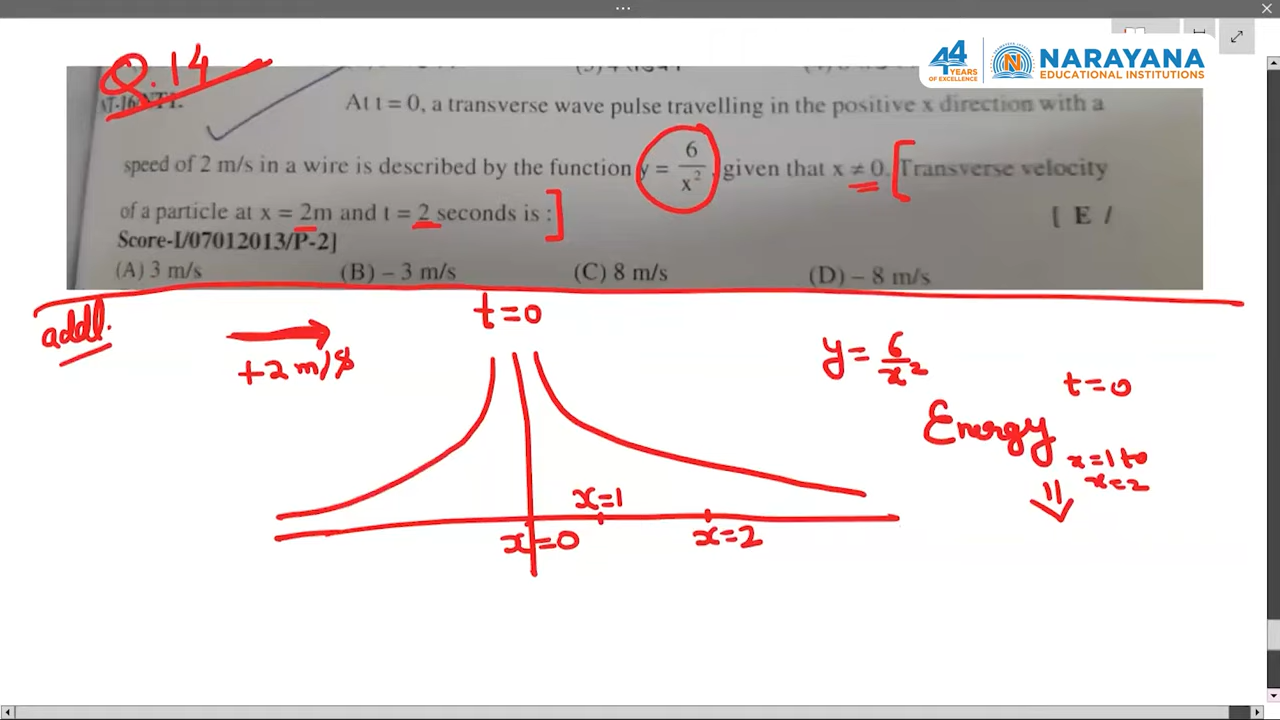 44
YEARS
OF EXCELLENCE
NARAYANA
EDUCATIONAL INSTITUTIONS
Q.14
At t = 0, a transverse wave pulse travelling in the positive x direction with a
speed of 2 m/s in a wire is described by the function y = 6/x², given that x ≠ 0. [Transverse velocity
of a particle at x = 2m and t = 2 seconds is : ]
[ E /
Score-I/07012013/P-2]
(A) 3 m/s (B) – 3 m/s (C) 8 m/s (D) – 8 m/s
addl.
+2 m/s
t=0
y = 6/x²
t=0
Energy
x=1 to
x=2
x=1
x=0
x=2